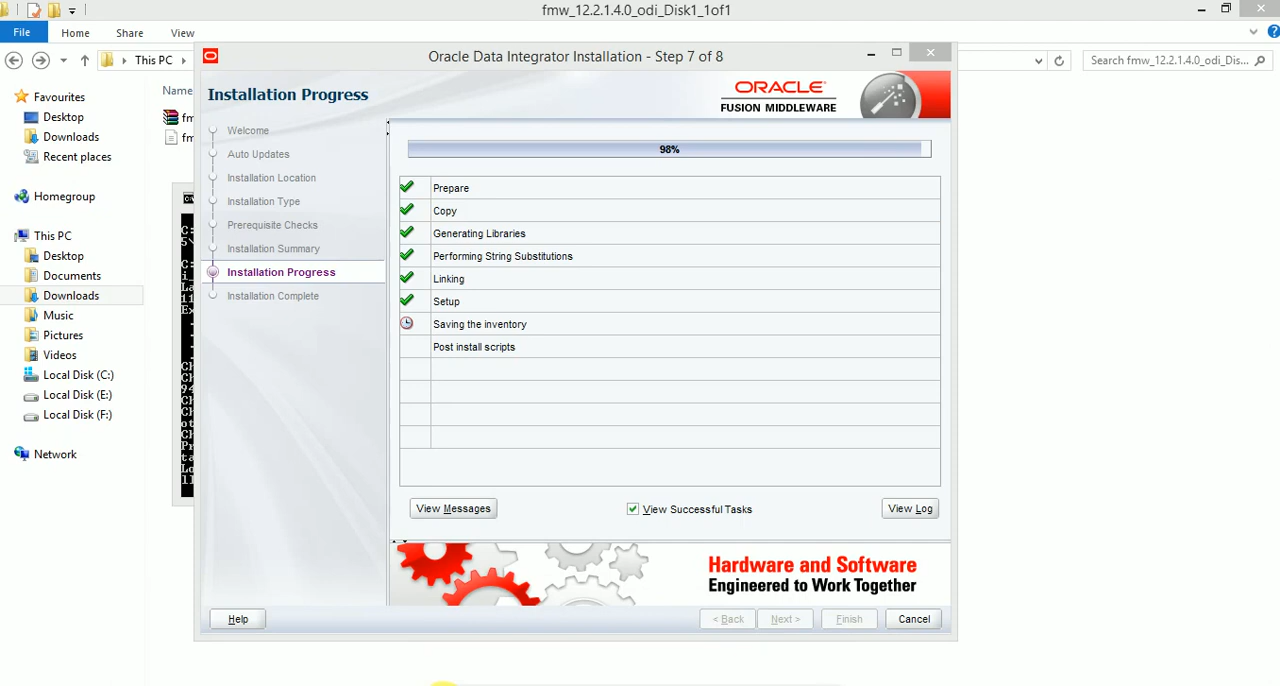 fmw_12.2.1.4.0_odi_Disk1_1of1
File Home Share View
This PC
Search fmw_12.2.1.4.0_odi_Dis...
Favourites
Desktop
Downloads
Recent places
Homegroup
This PC
Desktop
Documents
Downloads
Music
Pictures
Videos
Local Disk (C:)
Local Disk (E:)
Local Disk (F:)
Network
Name
Oracle Data Integrator Installation - Step 7 of 8
Installation Progress
ORACLE
FUSION MIDDLEWARE
Welcome
Auto Updates
Installation Location
Installation Type
Prerequisite Checks
Installation Summary
Installation Progress
Installation Complete
98%
Prepare
Copy
Generating Libraries
Performing String Substitutions
Linking
Setup
Saving the inventory
Post install scripts
View Messages
View Successful Tasks
View Log
Hardware and Software
Engineered to Work Together
Help
< Back
Next >
Finish
Cancel